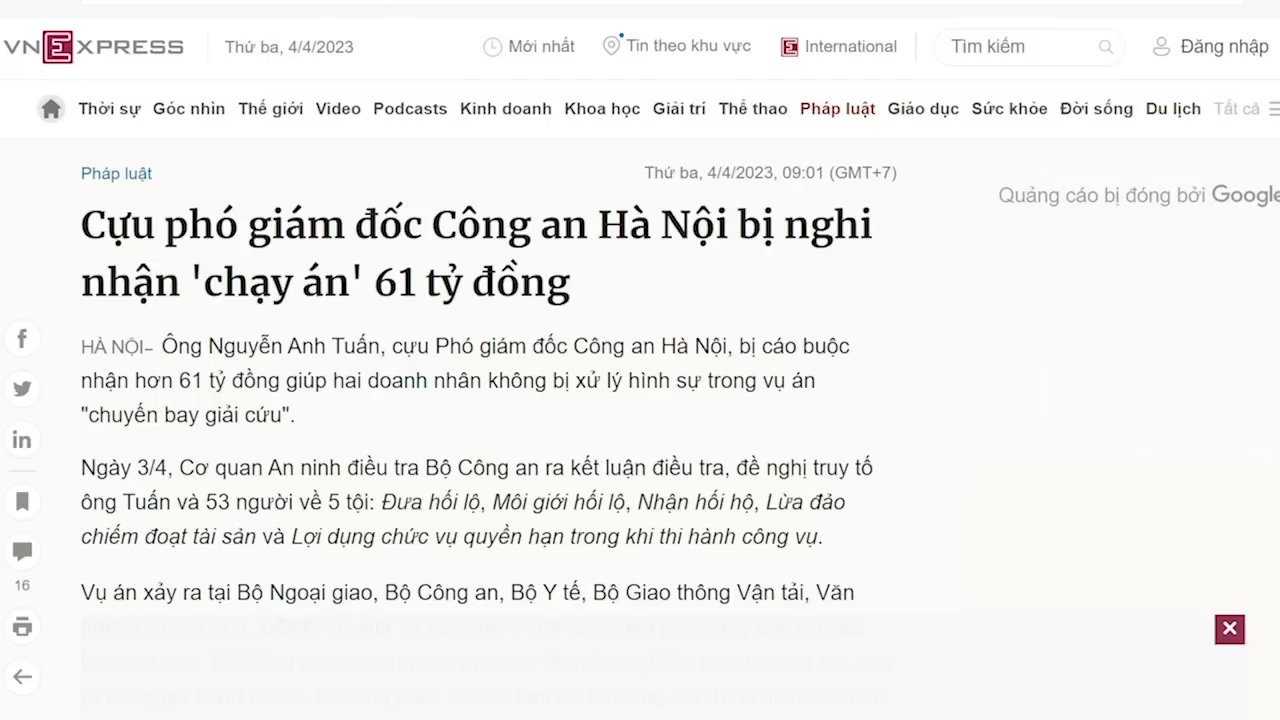 VNEXPRESS
Thứ ba, 4/4/2023
Mới nhất
Tin theo khu vực
International
Tìm kiếm
Đăng nhập
Thời sự Góc nhìn Thế giới Video Podcasts Kinh doanh Khoa học Giải trí Thể thao Pháp luật Giáo dục Sức khỏe Đời sống Du lịch Tất cả
Pháp luật
Thứ ba, 4/4/2023, 09:01 (GMT+7)
Quảng cáo bị đóng bởi Google
Cựu phó giám đốc Công an Hà Nội bị nghi
nhận 'chạy án' 61 tỷ đồng
HÀ NỘI– Ông Nguyễn Anh Tuấn, cựu Phó giám đốc Công an Hà Nội, bị cáo buộc
nhận hơn 61 tỷ đồng giúp hai doanh nhân không bị xử lý hình sự trong vụ án
"chuyến bay giải cứu".
Ngày 3/4, Cơ quan An ninh điều tra Bộ Công an ra kết luận điều tra, đề nghị truy tố
ông Tuấn và 53 người về 5 tội: Đưa hối lộ, Môi giới hối lộ, Nhận hối hộ, Lừa đảo
chiếm đoạt tài sản và Lợi dụng chức vụ quyền hạn trong khi thi hành công vụ.
16
Vụ án xảy ra tại Bộ Ngoại giao, Bộ Công an, Bộ Y tế, Bộ Giao thông Vận tải, Văn